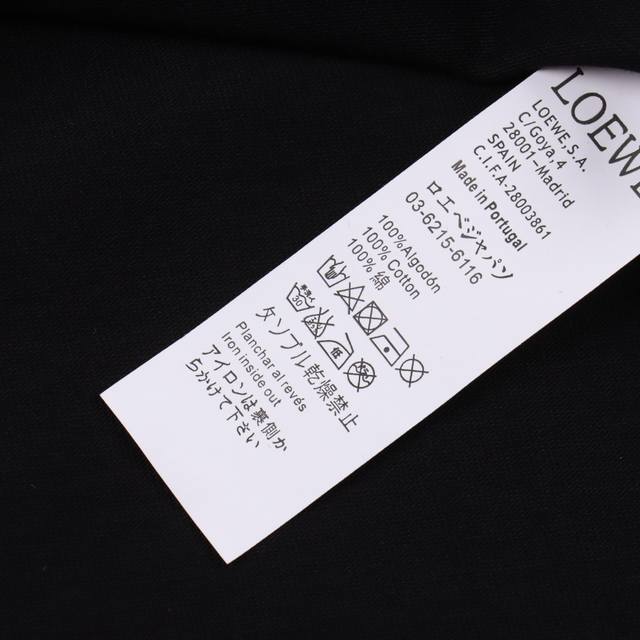 LOEWE
LOEWE.S.A.
C/Goya.4
28001-Madrid
SPAIN
C.I.F.A-28003861
Made in Portugal
ロエベジャパソ
03-6215-6116
100%Algodón
100% Cotton
100% 綿
タンブル乾燥禁止
Planchar al revés
Iron inside out
アイロンは裏側か
らかけて下さい